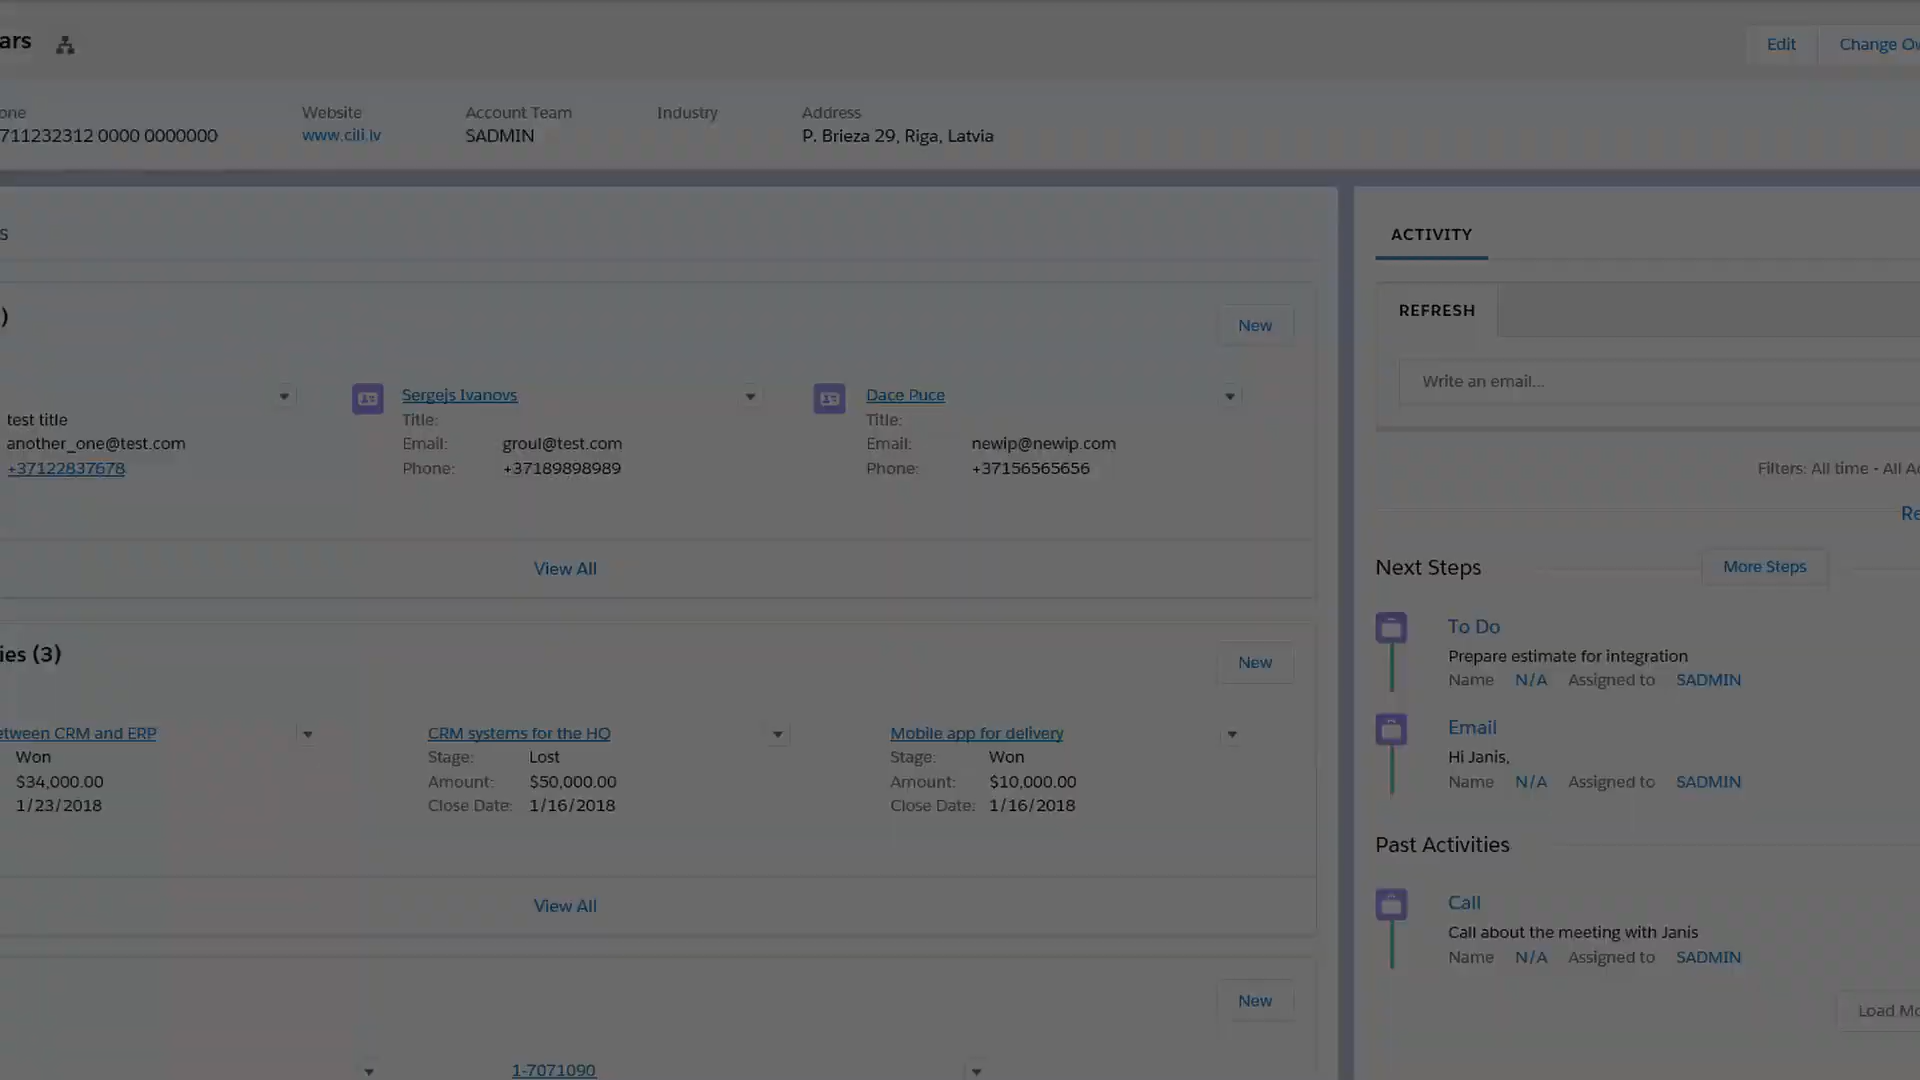 ars
Edit
Change Ow
one
Website
Account Team
Industry
Address
711232312 0000 0000000
www.cili.lv
SADMIN
P. Brieza 29, Riga, Latvia
s
ACTIVITY
)
New
REFRESH
Write an email...
Sergejs Ivanovs
Dace Puce
test title
Title:
Title:
another_one@test.com
Email: groul@test.com
Email: newip@newip.com
+37122837678
Phone: +37189898989
Phone: +37156565656
Filters: All time - All Ac
Re
View All
Next Steps
More Steps
To Do
Prepare estimate for integration
Name N/A Assigned to SADMIN
ies (3)
New
etween CRM and ERP
CRM systems for the HQ
Mobile app for delivery
Won
Stage: Lost
Stage: Won
$34,000.00
Amount: $50,000.00
Amount: $10,000.00
1/23/2018
Close Date: 1/16/2018
Close Date: 1/16/2018
Email
Hi Janis,
Name N/A Assigned to SADMIN
Past Activities
View All
Call
Call about the meeting with Janis
Name N/A Assigned to SADMIN
New
Load Mo
1-7071090